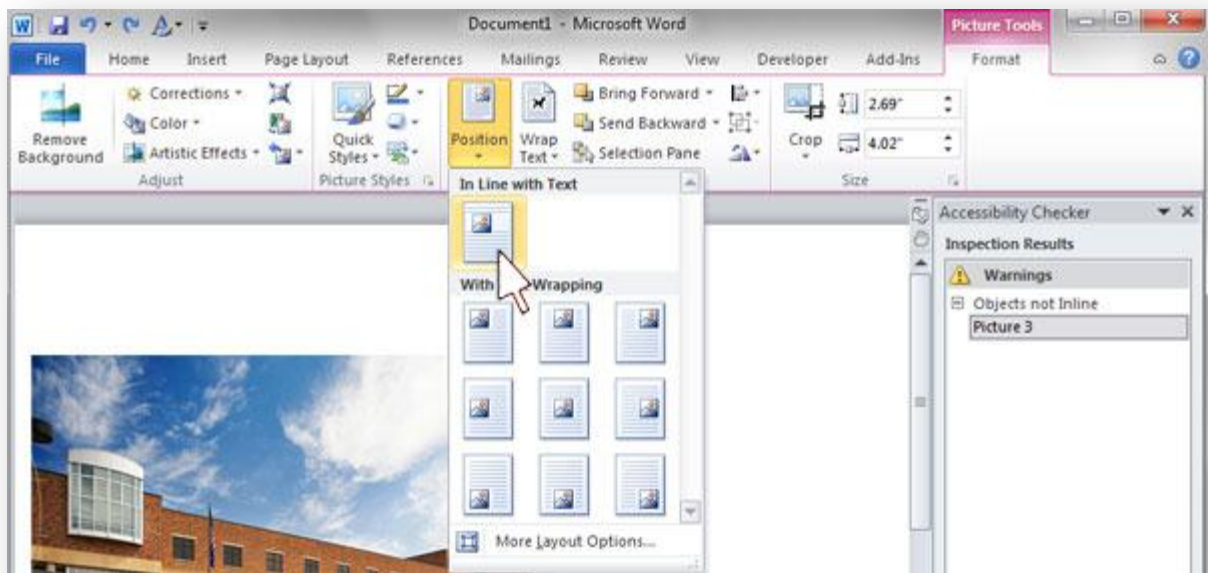 Document1 - Microsoft Word
Picture Tools
File Home Insert Page Layout References Mailings Review View Developer Add-Ins Format
Remove Background
Corrections
Color
Artistic Effects
Adjust
Quick Styles
Picture Styles
Position
Wrap Text
Bring Forward
Send Backward
Selection Pane
Crop
2.69"
4.02"
Size
In Line with Text
With Wrapping
More Layout Options...
Accessibility Checker
Inspection Results
Warnings
Objects not Inline
Picture 3